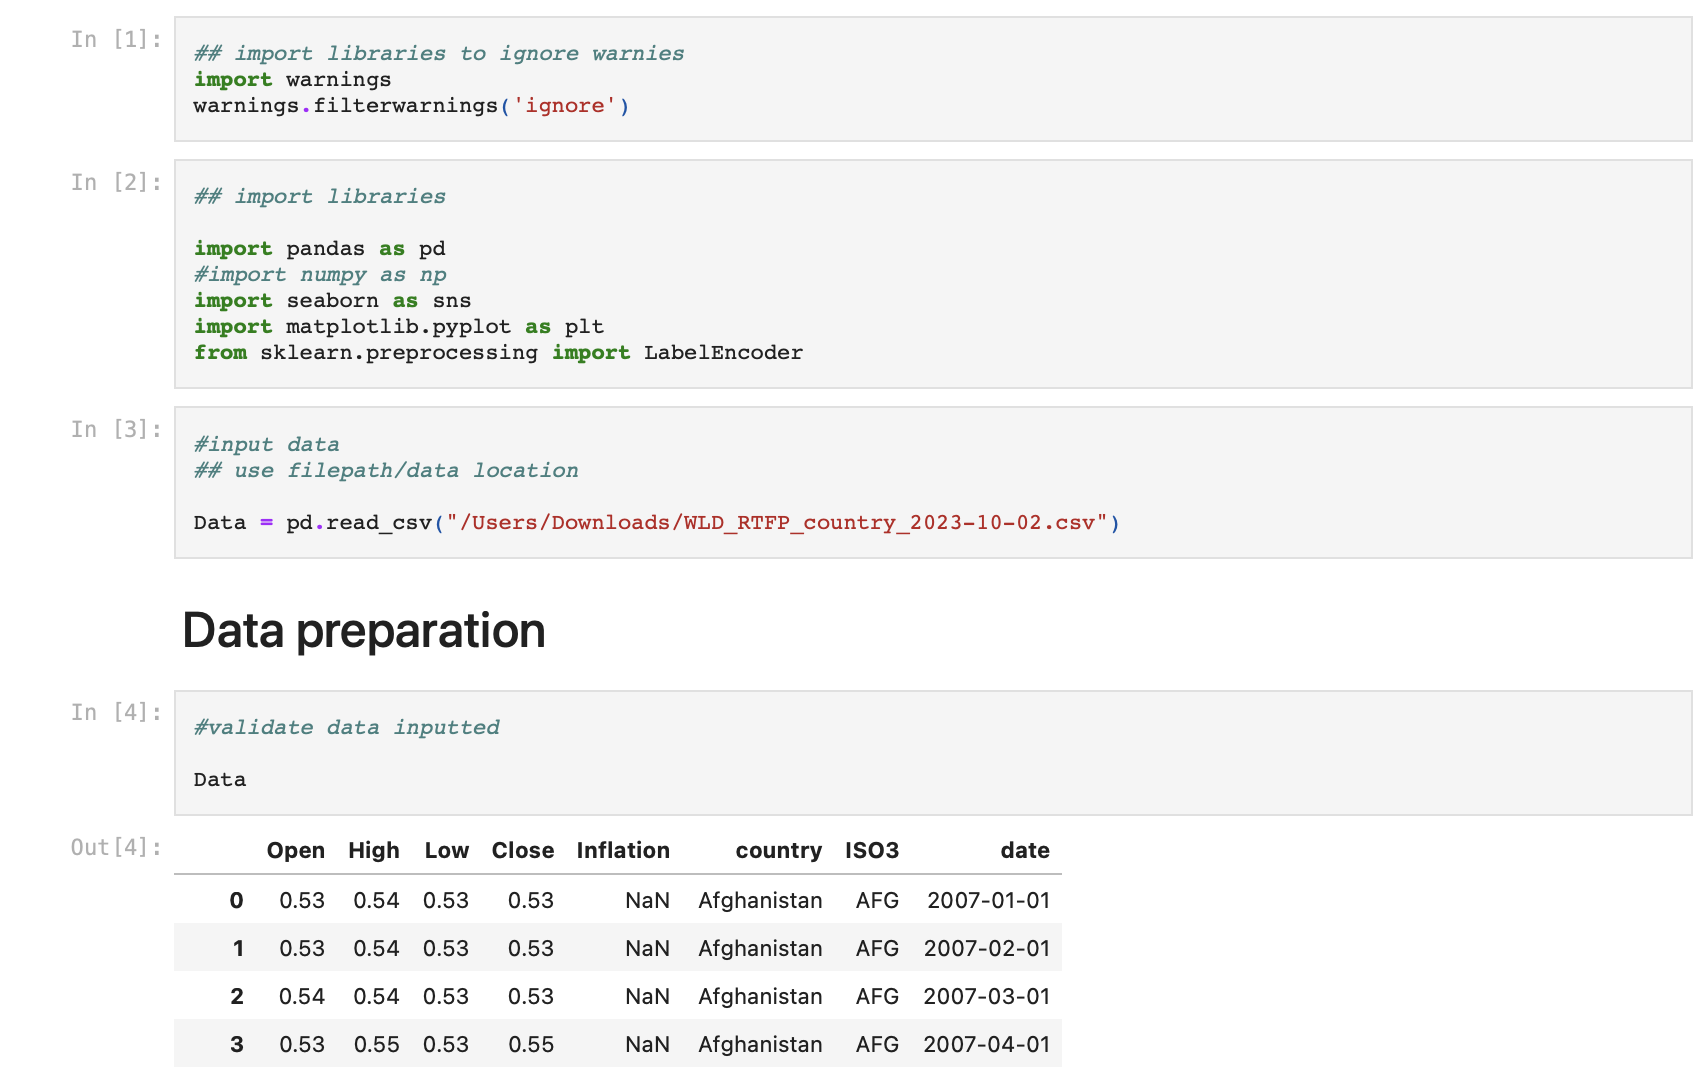 In [1]:
## import libraries to ignore warnies
import warnings
warnings.filterwarnings('ignore')
In [2]:
## import libraries
import pandas as pd
#import numpy as np
import seaborn as sns
import matplotlib.pyplot as plt
from sklearn.preprocessing import LabelEncoder
In [3]:
#input data
## use filepath/data location
Data = pd.read_csv("/Users/Downloads/WLD_RTFP_country_2023-10-02.csv")
Data preparation
In [4]:
#validate data inputted
Data
Out[4]:
Open High Low Close Inflation country ISO3 date
0 0.53 0.54 0.53 0.53 NaN Afghanistan AFG 2007-01-01
1 0.53 0.54 0.53 0.53 NaN Afghanistan AFG 2007-02-01
2 0.54 0.54 0.53 0.53 NaN Afghanistan AFG 2007-03-01
3 0.53 0.55 0.53 0.55 NaN Afghanistan AFG 2007-04-01